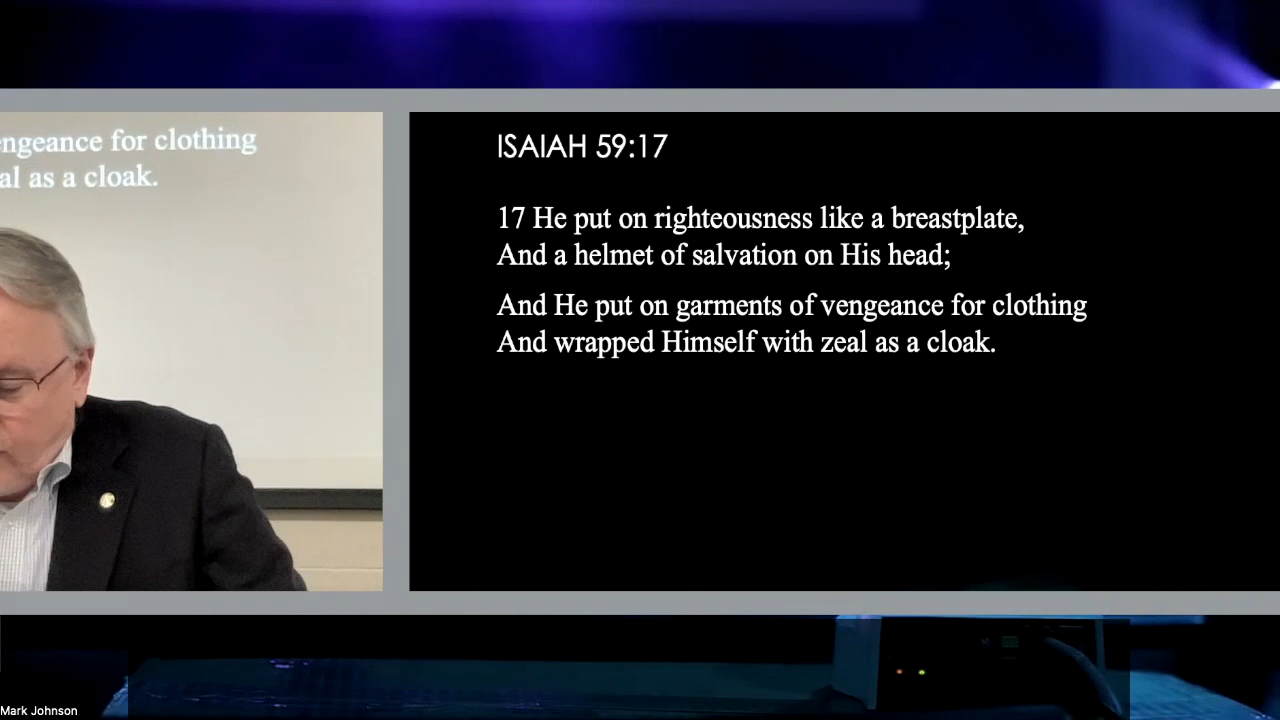 engeance for clothing
al as a cloak.
ISAIAH 59:17
17 He put on righteousness like a breastplate,
And a helmet of salvation on His head;
And He put on garments of vengeance for clothing
And wrapped Himself with zeal as a cloak.
Mark Johnson